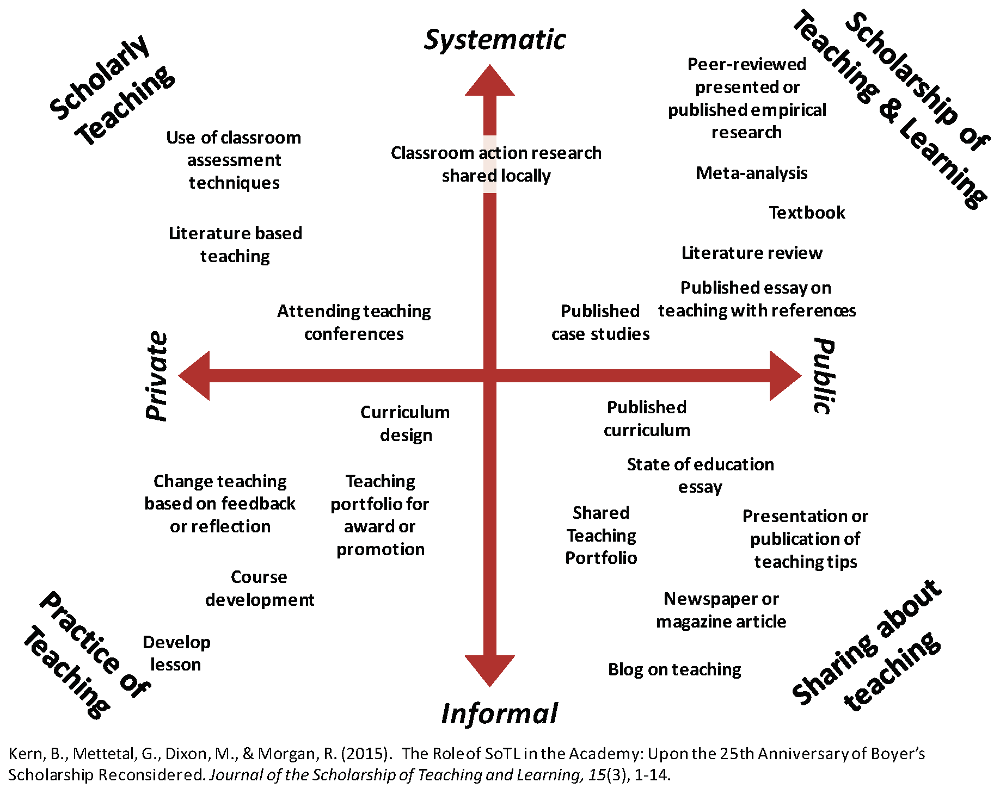 Systematic
Scholarly
Teaching
Scholarship of
Teaching & Learning
Peer-reviewed
presented or
published empirical
research
Use of classroom
assessment
techniques
Classroom action research
shared locally
Meta-analysis
Textbook
Literature based
teaching
Literature review
Published essay on
teaching with references
Attending teaching
conferences
Published
case studies
Private
Public
Curriculum
design
Published
curriculum
State of education
essay
Change teaching
based on feedback
or reflection
Teaching
portfolio for
award or
promotion
Shared
Teaching
Portfolio
Presentation or
publication of
teaching tips
Course
development
Newspaper or
magazine article
Practice of
Teaching
Develop
lesson
Blog on teaching
Sharing about
teaching
Informal
Kern, B., Mettetal, G., Dixon, M., & Morgan, R. (2015). The Role of SoTL in the Academy: Upon the 25th Anniversary of Boyer’s
Scholarship Reconsidered. Journal of the Scholarship of Teaching and Learning, 15(3), 1-14.